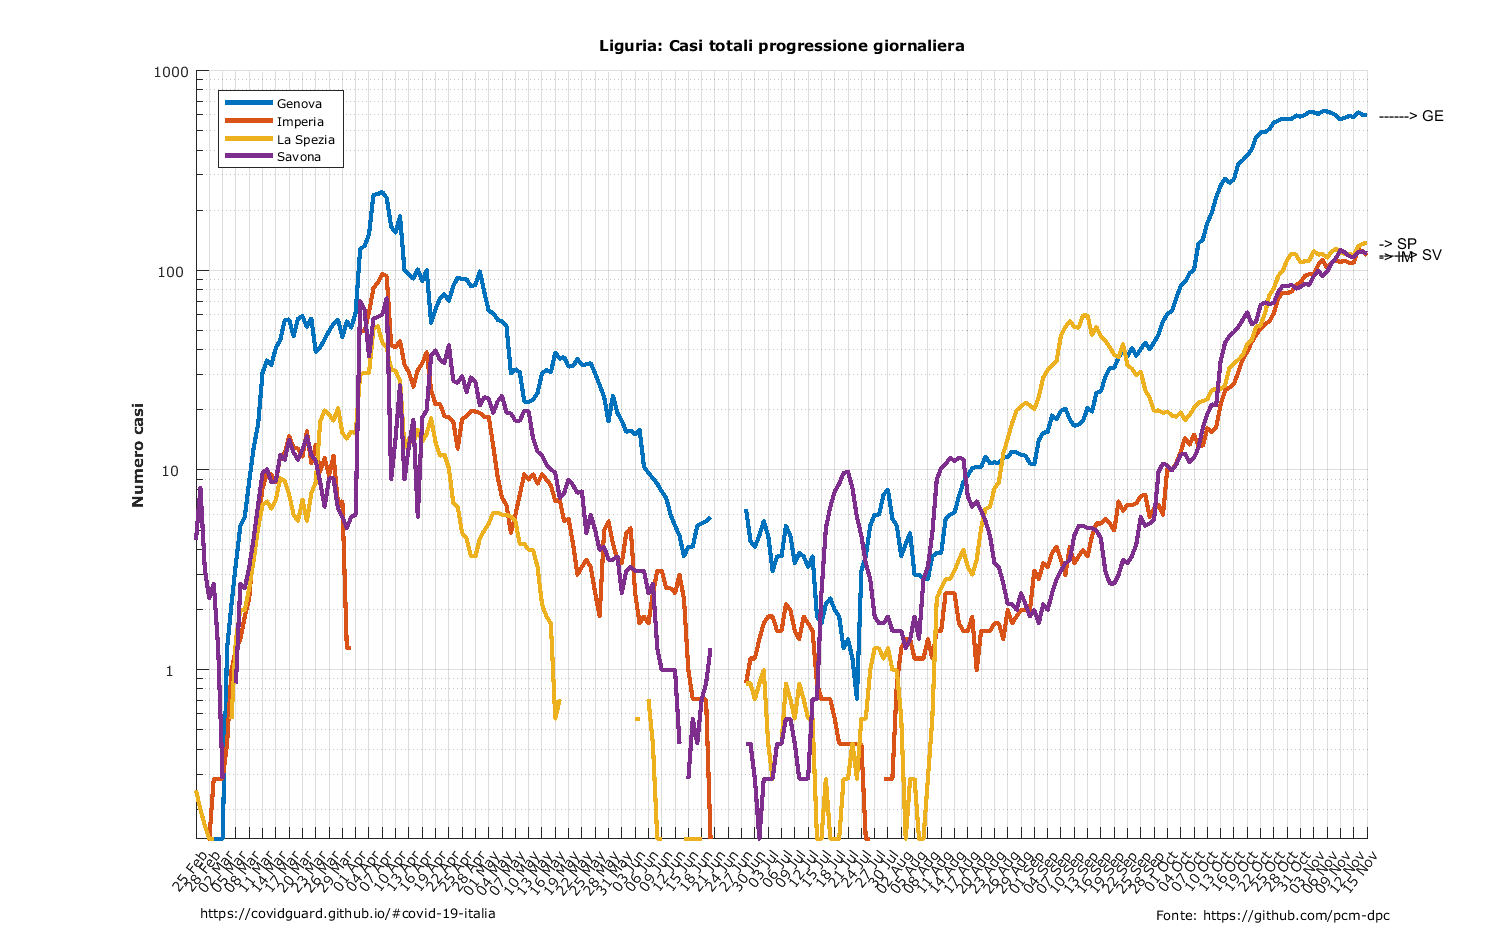 Liguria: Casi totali progressione giornaliera
1000
100
10
1
Numero casi
Genova
Imperia
La Spezia
Savona
------> GE
-> SP
----> SV
-> IM
25 Feb
28 Feb
02 Mar
05 Mar
08 Mar
11 Mar
14 Mar
17 Mar
20 Mar
23 Mar
26 Mar
29 Mar
01 Apr
04 Apr
07 Apr
10 Apr
13 Apr
16 Apr
19 Apr
22 Apr
25 Apr
28 Apr
01 May
04 May
07 May
10 May
13 May
16 May
19 May
22 May
25 May
28 May
31 May
03 Jun
06 Jun
09 Jun
12 Jun
15 Jun
18 Jun
21 Jun
24 Jun
27 Jun
30 Jun
03 Jul
06 Jul
09 Jul
12 Jul
15 Jul
18 Jul
21 Jul
24 Jul
27 Jul
30 Jul
02 Aug
05 Aug
08 Aug
11 Aug
14 Aug
17 Aug
20 Aug
23 Aug
26 Aug
29 Aug
01 Sep
04 Sep
07 Sep
10 Sep
13 Sep
16 Sep
19 Sep
22 Sep
25 Sep
28 Sep
01 Oct
04 Oct
07 Oct
10 Oct
13 Oct
16 Oct
19 Oct
22 Oct
25 Oct
28 Oct
31 Oct
03 Nov
06 Nov
09 Nov
12 Nov
15 Nov
https://covidguard.github.io/#covid-19-italia
Fonte: https://github.com/pcm-dpc